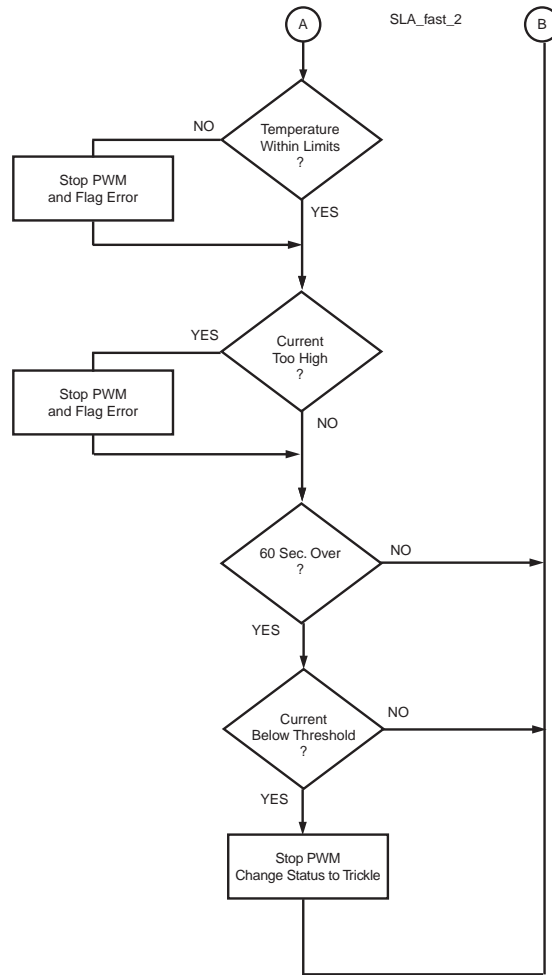 A
SLA_fast_2
B
NO
Temperature
Within Limits
?
Stop PWM
and Flag Error
YES
YES
Current
Too High
?
Stop PWM
and Flag Error
NO
60 Sec. Over
?
NO
YES
Current
Below Threshold
?
NO
YES
Stop PWM
Change Status to Trickle